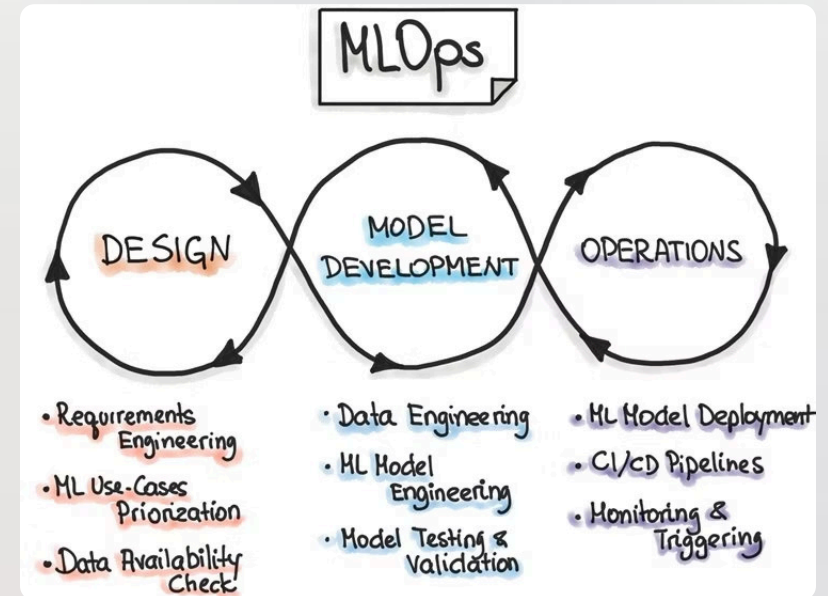 MLOps
DESIGN
MODEL
DEVELOPMENT
OPERATIONS
• Requirements
Engineering
• ML Use-Cases
Priorization
• Data Availability
Check
• Data Engineering
• ML Model
Engineering
• Model Testing &
Validation
• ML Model Deployment
• CI/CD Pipelines
• Monitoring &
Triggering